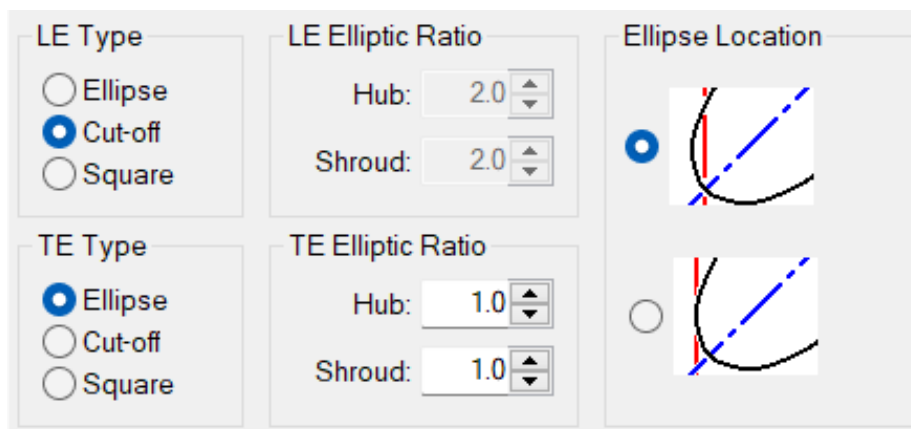 LE Type
Ellipse
Cut-off
Square
LE Elliptic Ratio
Hub: 2.0
Shroud: 2.0
Ellipse Location
TE Type
Ellipse
Cut-off
Square
TE Elliptic Ratio
Hub: 1.0
Shroud: 1.0